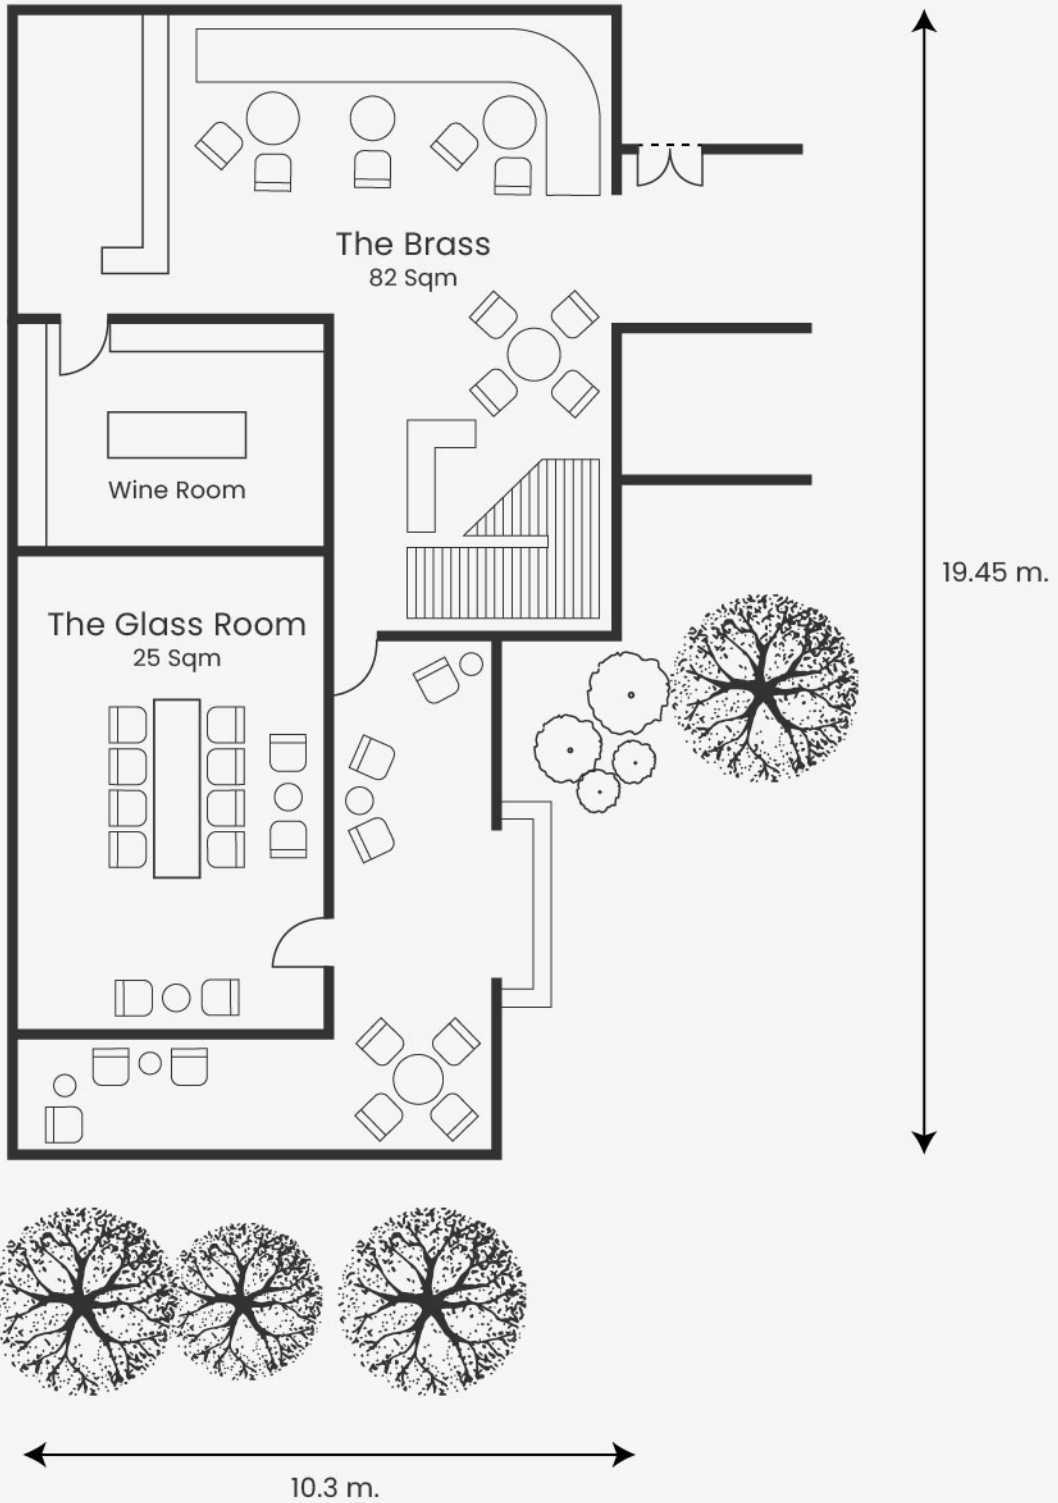 The Brass
82 Sqm
Wine Room
19.45 m.
The Glass Room
25 Sqm
10.3 m.